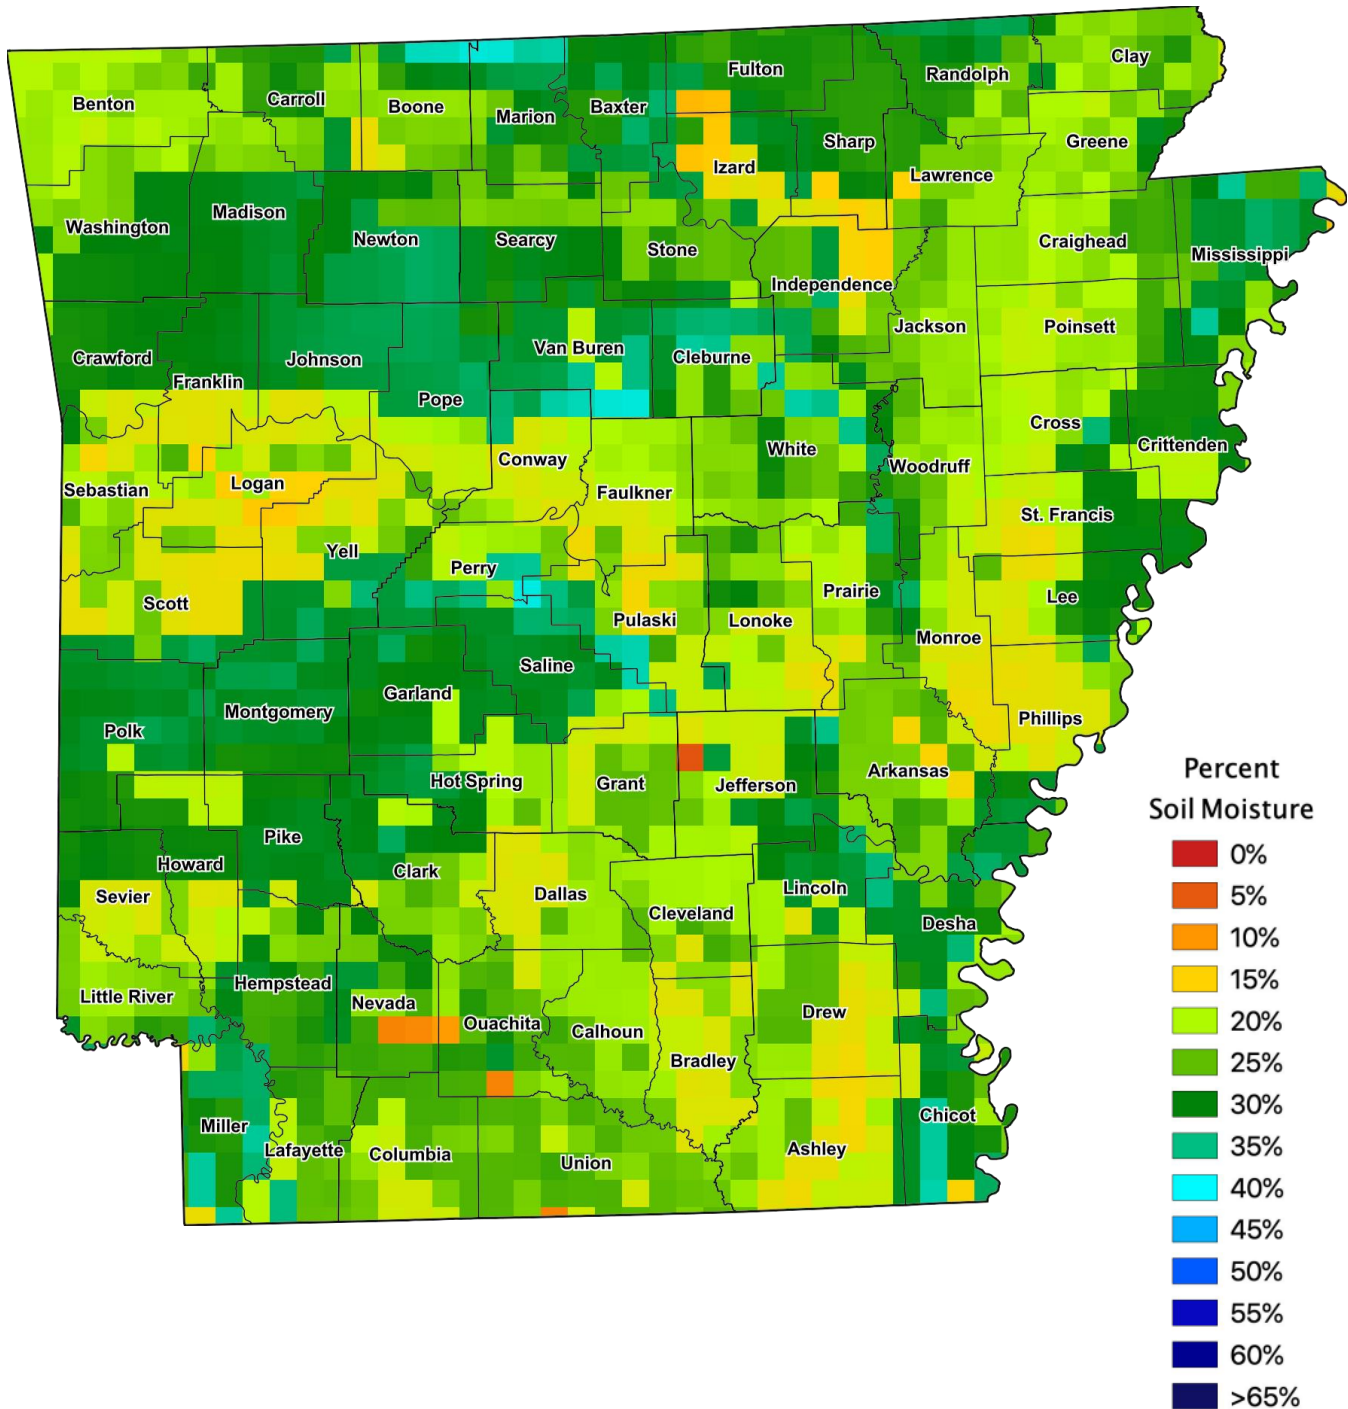 Clay
Fulton
Randolph
Carroll
Benton
Boone
Baxter
Marion
Sharp
Greene
Izard
Lawrence
Madison
Washington
Newton
Searcy
Stone
Craighead
Mississippi
Independence
Jackson
Poinsett
Van Buren
Cleburne
Crawford
Johnson
Franklin
Pope
Cross
Crittenden
White
Conway
Woodruff
Logan
Sebastian
Faulkner
St. Francis
Yell
Perry
Prairie
Lee
Scott
Pulaski
Lonoke
Monroe
Saline
Garland
Montgomery
Phillips
Polk
Arkansas
Hot Spring
Grant
Jefferson
Pike
Howard
Clark
Lincoln
Sevier
Dallas
Cleveland
Desha
Hempstead
Little River
Nevada
Drew
Ouachita
Calhoun
Bradley
Miller
Chicot
Lafayette
Columbia
Ashley
Union
Percent
Soil Moisture
0%
5%
10%
15%
20%
25%
30%
35%
40%
45%
50%
55%
60%
>65%